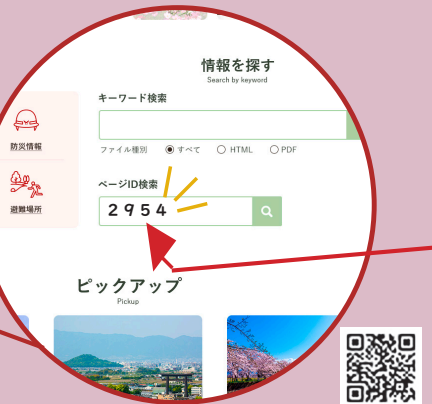 情報を探す
Search by keyword
キーワード検索
ファイル種別 すべて HTML PDF
防災情報
ページID検索
2954
避難場所
ピックアップ
Pickup